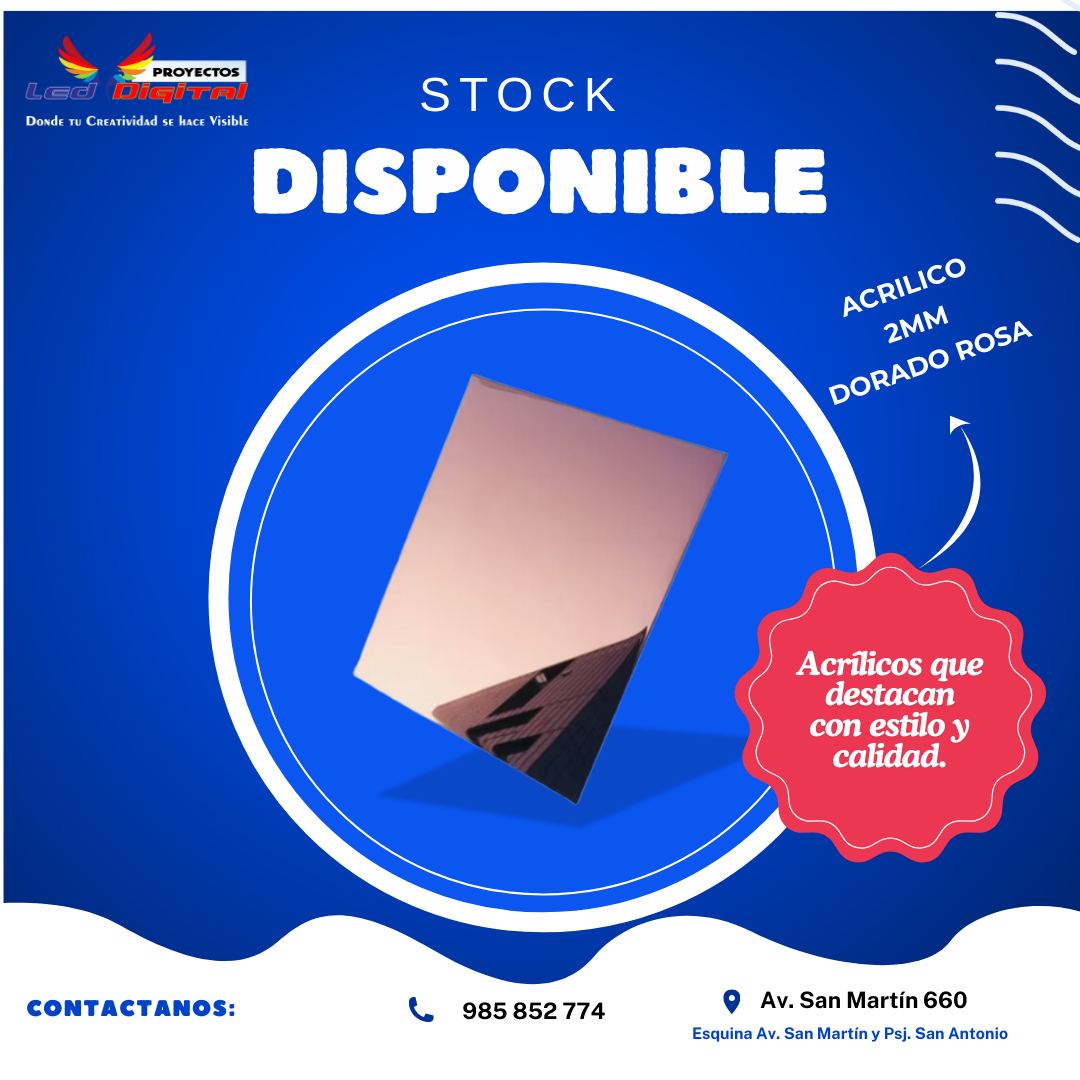 PROYECTOS
Led Digital
Donde tu Creatividad se hace Visible
STOCK
DISPONIBLE
ACRILICO
2MM
DORADO ROSA
Acrílicos que
destacan
con estilo y
calidad.
CONTACTANOS:
985 852 774
Av. San Martín 660
Esquina Av. San Martín y Psj. San Antonio